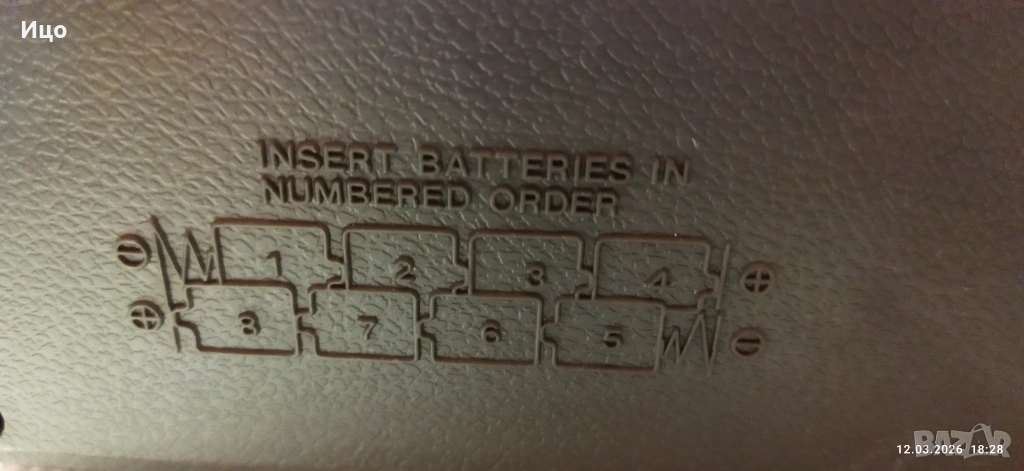 Ицо
INSERT BATTERIES IN
NUMBERED ORDER
⊖ 1 2 3 4 ⊕
⊕ 8 7 6 5 ⊖
12.03.2026 18:28
BAZAR